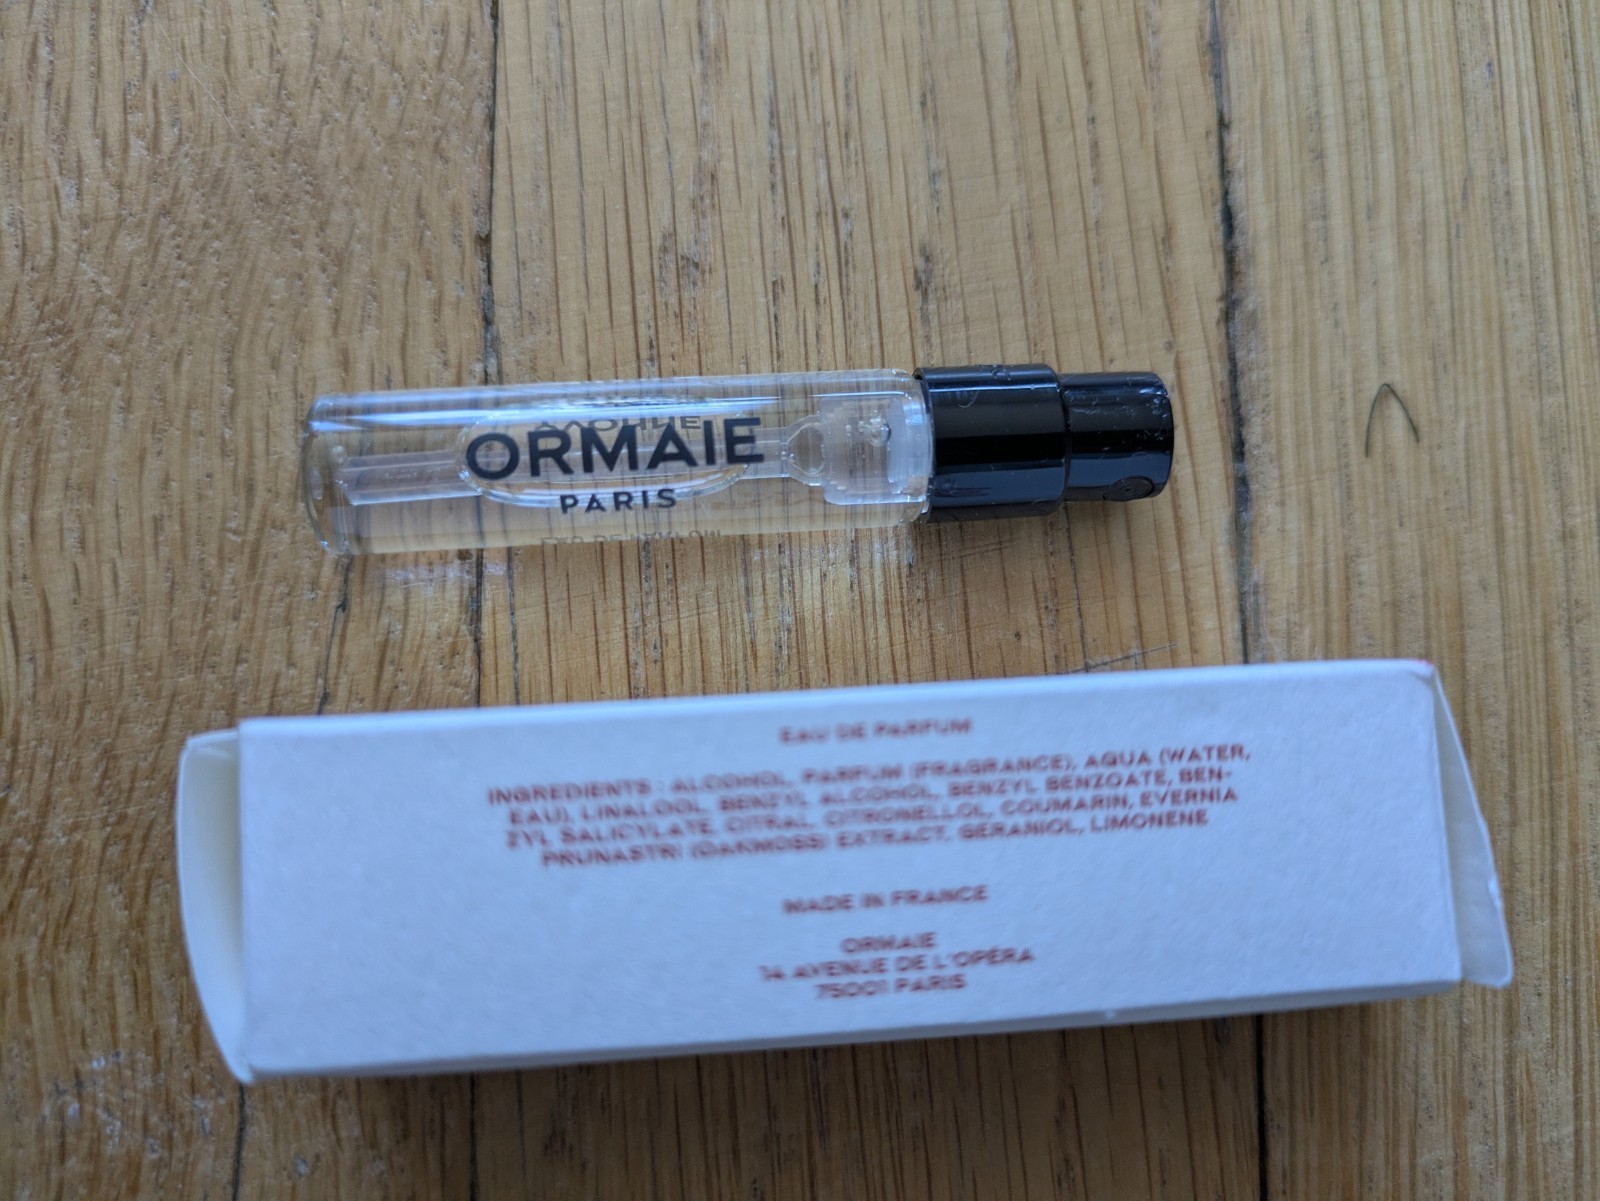 ORMAIE
PARIS
EAU DE PARFUM
INGREDIENTS : ALCOHOL, PARFUM (FRAGRANCE), AQUA (WATER,
EAU), LINALOOL, BENZYL ALCOHOL, BENZYL BENZOATE, BEN-
ZYL SALICYLATE, CITRAL, CITRONELLOL, COUMARIN, EVERNIA
PRUNASTRI (OAKMOSS) EXTRACT, GERANIOL, LIMONENE
MADE IN FRANCE
ORMAIE
14 AVENUE DE L'OPÉRA
75001 PARIS